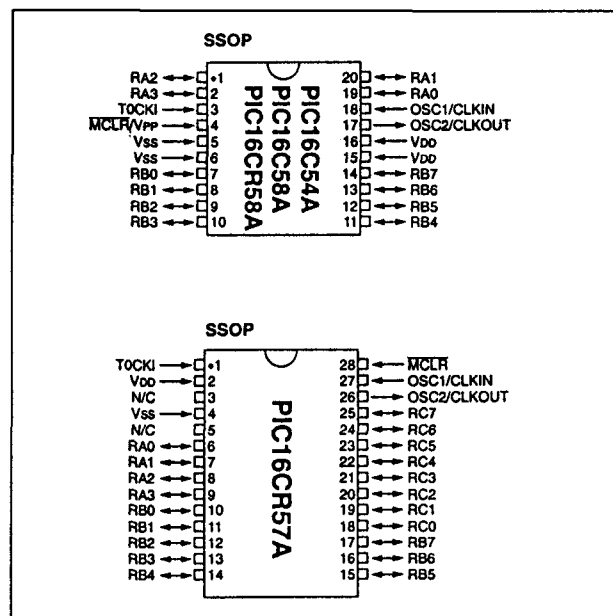 SSOP
RA2 •1 20 RA1
RA3 2 19 RA0
T0CKI 3 18 OSC1/CLKIN
MCLR/VPP 4 17 OSC2/CLKOUT
VSS 5 16 VDD
VSS 6 15 VDD
RB0 7 14 RB7
RB1 8 13 RB6
RB2 9 12 RB5
RB3 10 11 RB4
PIC16C54A
PIC16C58A
PIC16CR58A
SSOP
T0CKI •1 28 MCLR
VDD 2 27 OSC1/CLKIN
N/C 3 26 OSC2/CLKOUT
VSS 4 25 RC7
N/C 5 24 RC6
RA0 6 23 RC5
RA1 7 22 RC4
RA2 8 21 RC3
RA3 9 20 RC2
RB0 10 19 RC1
RB1 11 18 RC0
RB2 12 17 RB7
RB3 13 16 RB6
RB4 14 15 RB5
PIC16CR57A